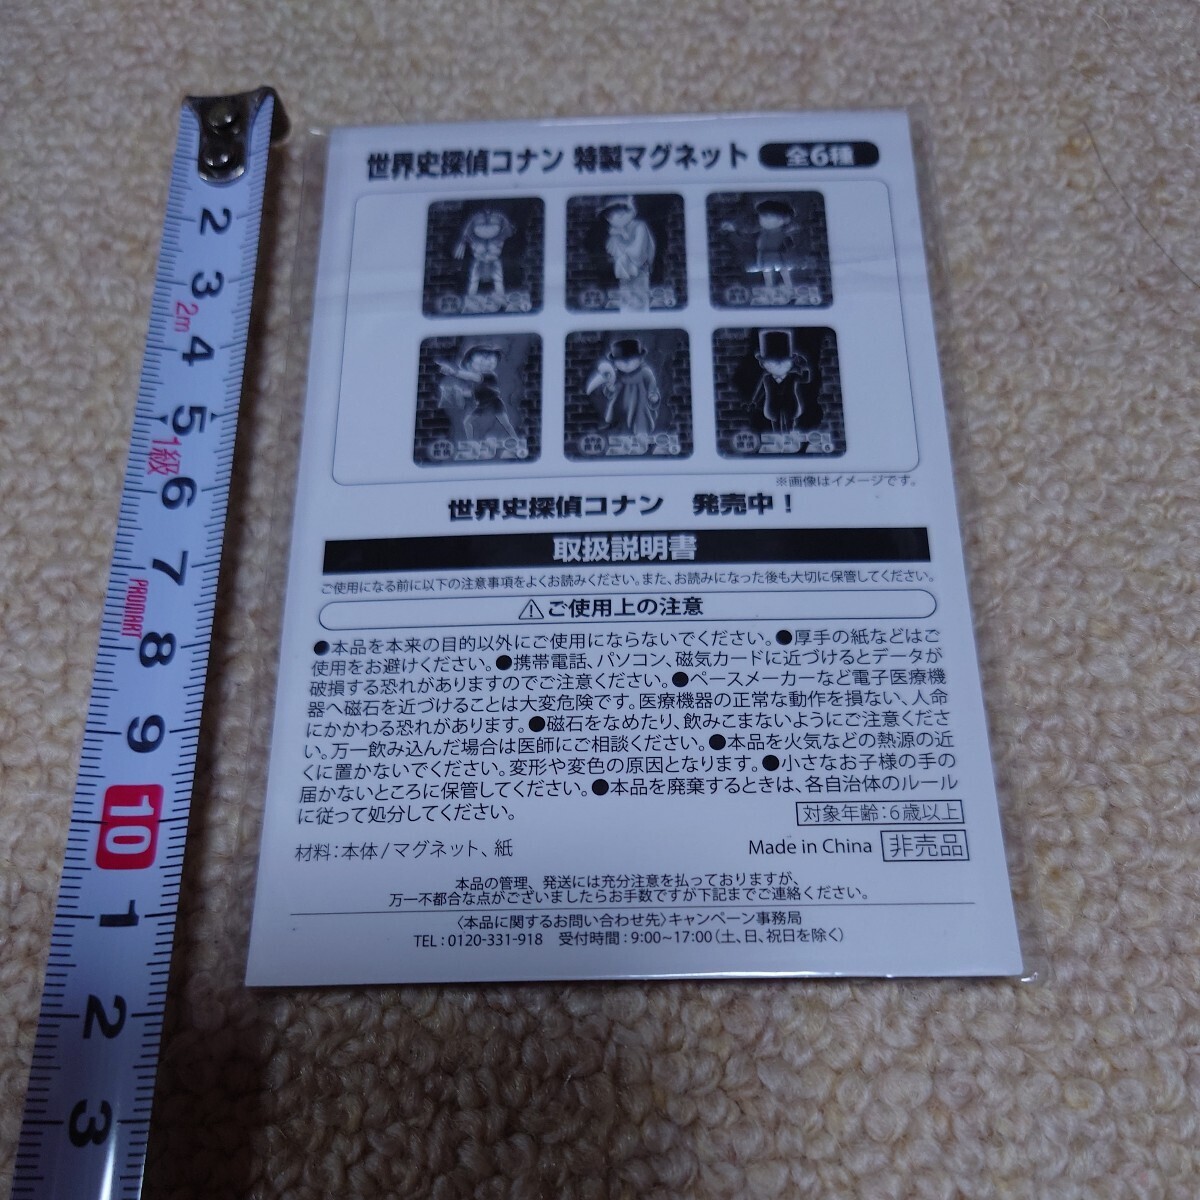 世界史探偵コナン 特製マグネット 全6種
※画像はイメージです。
世界史探偵コナン 発売中！
取扱説明書
ご使用になる前に以下の注意事項をよくお読みください。また、お読みになった後も大切に保管してください。
⚠ご使用上の注意
●本品を本来の目的以外にご使用にならないでください。●厚手の紙などはご
使用をお避けください。●携帯電話、パソコン、磁気カードに近づけるとデータが
破損する恐れがありますのでご注意ください。●ペースメーカーなど電子医療機
器へ磁石を近づけることは大変危険です。医療機器の正常な動作を損ない、人命
にかかわる恐れがあります。●磁石をなめたり、飲みこまないようにご注意くださ
い。万一飲み込んだ場合は医師にご相談ください。●本品を火気などの熱源の近
くに置かないでください。変形や変色の原因となります。●小さなお子様の手の
届かないところに保管してください。●本品を廃棄するときは、各自治体のルール
に従って処分してください。
対象年齢：6歳以上
材料：本体/マグネット、紙 Made in China 非売品
本品の管理、発送には充分注意を払っておりますが、
万一不都合な点がございましたらお手数ですが下記までご連絡ください。
〈本品に関するお問い合わせ先〉キャンペーン事務局
TEL：0120-331-918 受付時間：9:00~17:00（土、日、祝日を除く）
2
3
2m
4
5
1級
6
7
PROMART
8
9
10
1
2
3